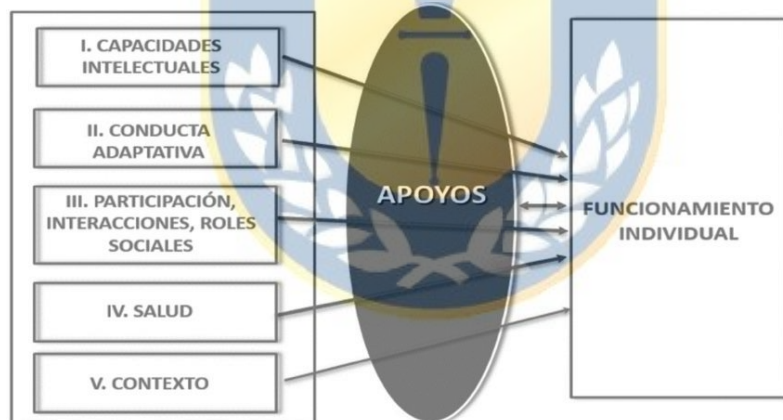 I. CAPACIDADES
INTELECTUALES
II. CONDUCTA
ADAPTATIVA
III. PARTICIPACIÓN,
INTERACCIONES, ROLES
SOCIALES
IV. SALUD
V. CONTEXTO
APOYOS
FUNCIONAMIENTO
INDIVIDUAL